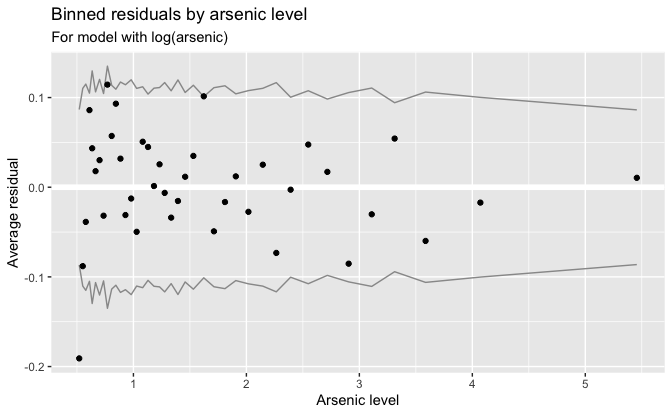 Binned residuals by arsenic level
For model with log(arsenic)
Average residual
0.1
0.0
-0.1
-0.2
1 2 3 4 5
Arsenic level